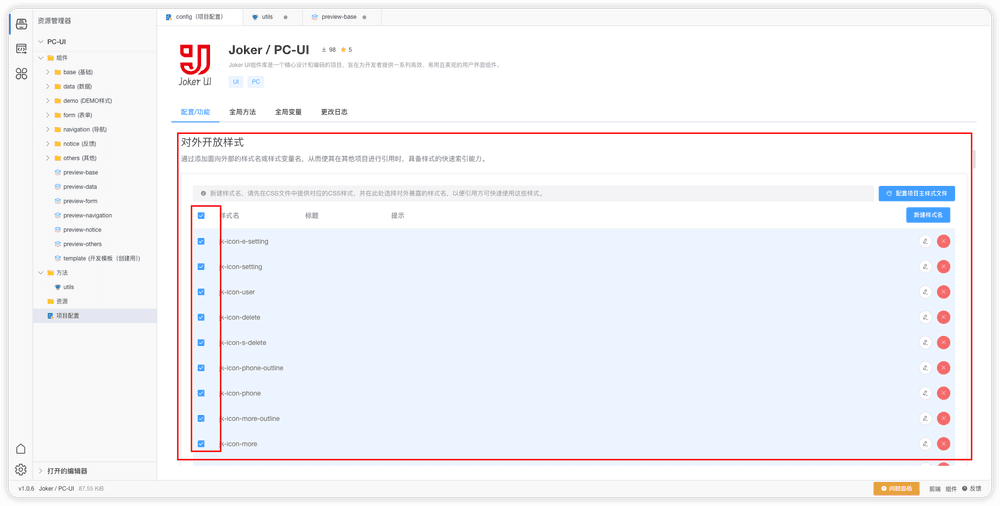 资源管理器
config（项目配置）
utils
preview-base
PC-UI
组件
base (基础)
data (数据)
demo (DEMO样式)
form (表单)
navigation (导航)
notice (反馈)
others (其他)
preview-base
preview-data
preview-form
preview-navigation
preview-notice
preview-others
template (开发模板（创建用）)
方法
utils
资源
项目配置
打开的编辑器
Joker UI
Joker / PC-UI
98
5
Joker UI组件库是一个精心设计和编码的项目，旨在为开发者提供一系列高效、易用且美观的用户界面组件。
UI
PC
配置/功能
全局方法
全局变量
更改日志
对外开放样式
通过添加面向外部的样式名或样式变量名，从而使其在其他项目进行引用时，具备样式的快速索引能力。
新建样式名，请先在CSS文件中提供对应的CSS样式，并在此处选择对外暴露的样式名，以便引用方可快速使用这些样式。
配置项目主样式文件
样式名
标题
提示
新建样式名
k-icon-e-setting
k-icon-setting
k-icon-user
k-icon-delete
k-icon-s-delete
k-icon-phone-outline
k-icon-phone
k-icon-more-outline
k-icon-more
v1.0.6
Joker / PC-UI
87.55 KiB
问题面板
前端
组件
反馈